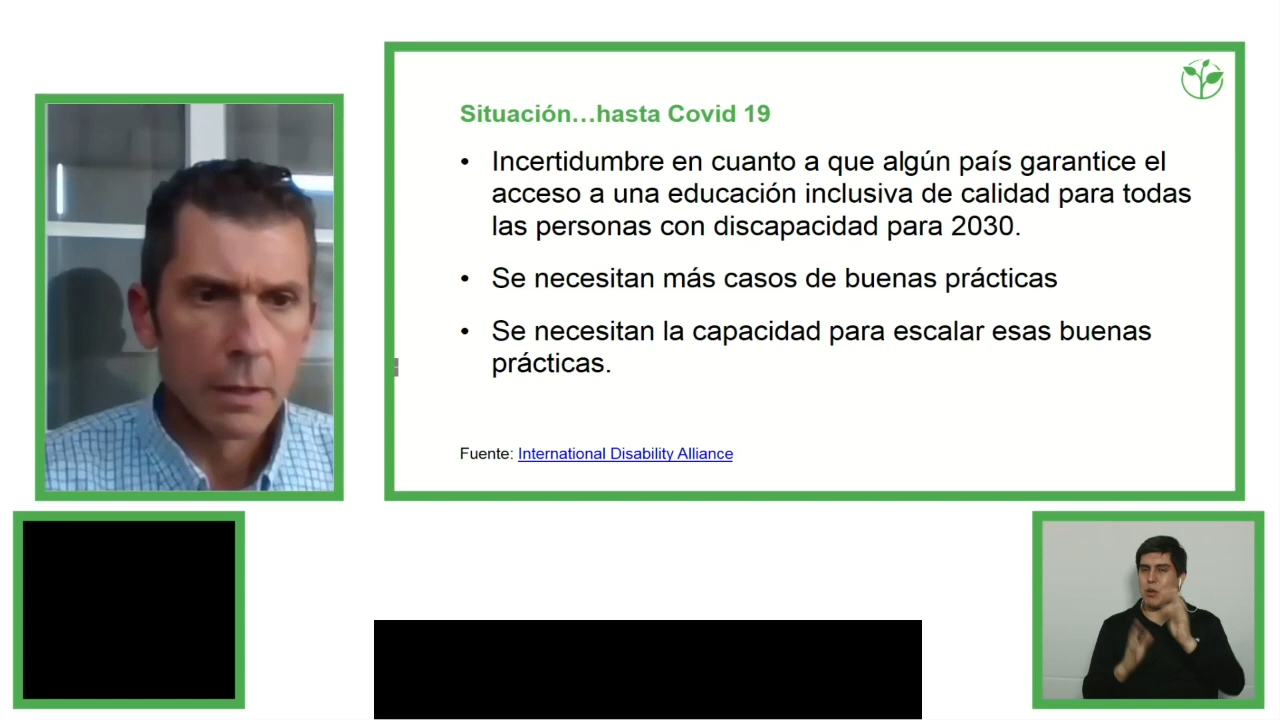 Situación…hasta Covid 19
• Incertidumbre en cuanto a que algún país garantice el
acceso a una educación inclusiva de calidad para todas
las personas con discapacidad para 2030.
• Se necesitan más casos de buenas prácticas
• Se necesitan la capacidad para escalar esas buenas
prácticas.
Fuente: International Disability Alliance